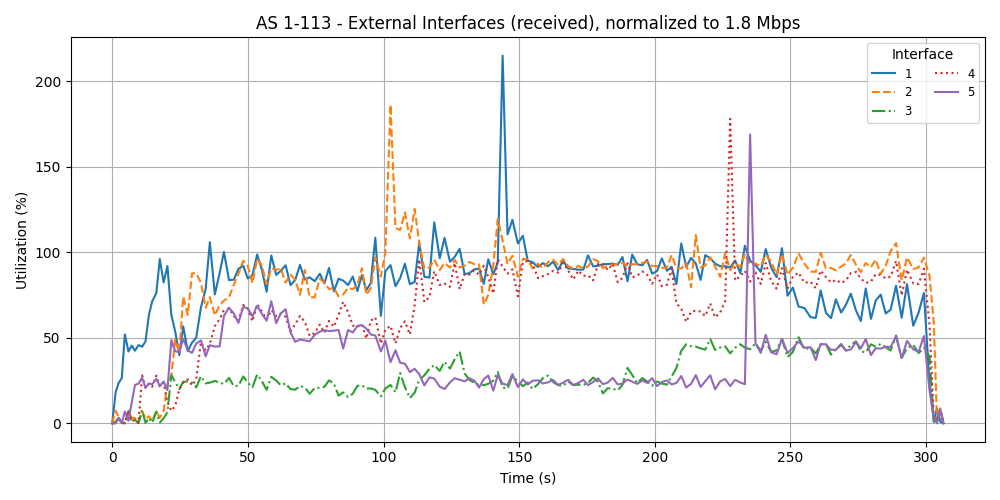 AS 1-113 - External Interfaces (received), normalized to 1.8 Mbps
Interface
1
2
3
4
5
Utilization (%)
200
150
100
50
0
0 50 100 150 200 250 300
Time (s)